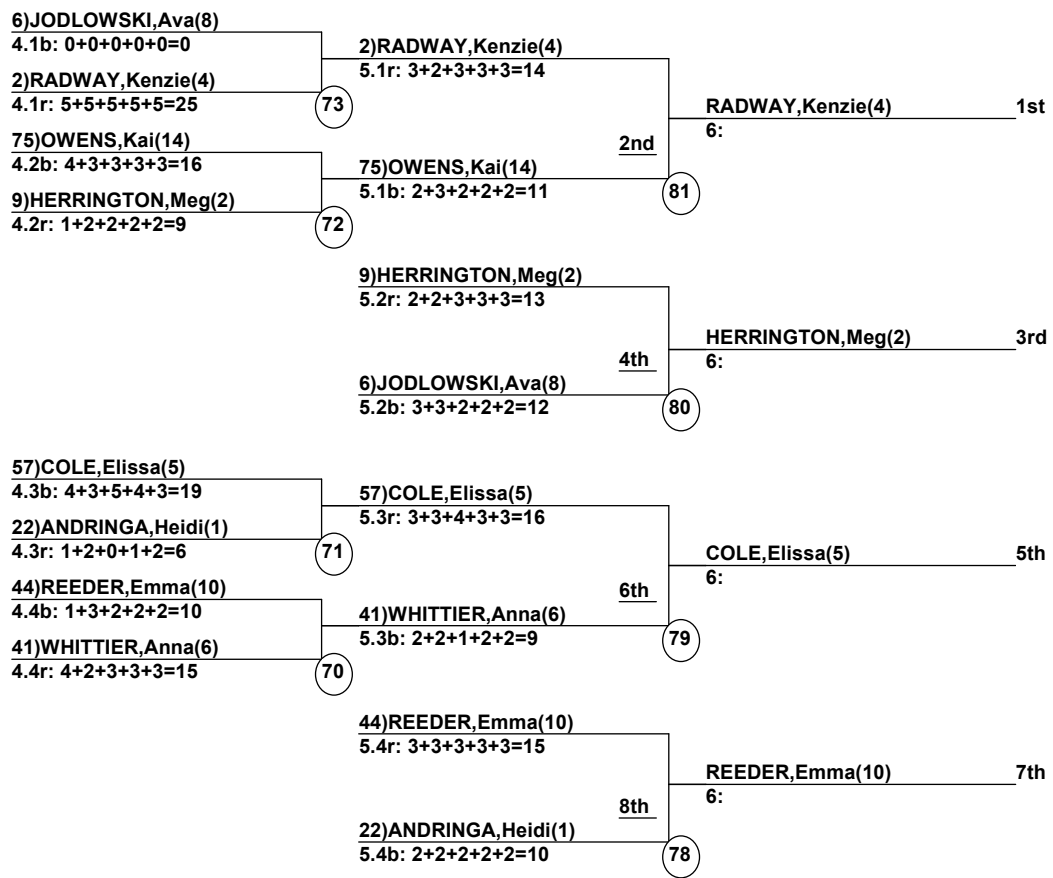 6)JODLOWSKI,Ava(8)
4.1b: 0+0+0+0+0=0
2)RADWAY,Kenzie(4)
4.1r: 5+5+5+5+5=25
73
75)OWENS,Kai(14)
4.2b: 4+3+3+3+3=16
9)HERRINGTON,Meg(2)
4.2r: 1+2+2+2+2=9
72
2)RADWAY,Kenzie(4)
5.1r: 3+2+3+3+3=14
75)OWENS,Kai(14)
5.1b: 2+3+2+2+2=11
2nd
81
RADWAY,Kenzie(4) 1st
6:
9)HERRINGTON,Meg(2)
5.2r: 2+2+3+3+3=13
6)JODLOWSKI,Ava(8)
5.2b: 3+3+2+2+2=12
4th
80
HERRINGTON,Meg(2) 3rd
6:
57)COLE,Elissa(5)
4.3b: 4+3+5+4+3=19
22)ANDRINGA,Heidi(1)
4.3r: 1+2+0+1+2=6
71
44)REEDER,Emma(10)
4.4b: 1+3+2+2+2=10
41)WHITTIER,Anna(6)
4.4r: 4+2+3+3+3=15
70
57)COLE,Elissa(5)
5.3r: 3+3+4+3+3=16
41)WHITTIER,Anna(6)
5.3b: 2+2+1+2+2=9
6th
79
COLE,Elissa(5) 5th
6:
44)REEDER,Emma(10)
5.4r: 3+3+3+3+3=15
22)ANDRINGA,Heidi(1)
5.4b: 2+2+2+2+2=10
8th
78
REEDER,Emma(10) 7th
6: